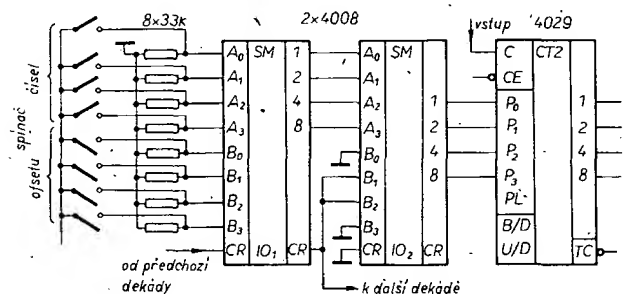 8×33k
2×4008
vstup
4029
spínač
čísel
ofsetu
A0 SM 1
A1 2
A2 4
A3 8
B0
B1
B2
B3
CR IO1 CR
A0 SM
A1
A2 1
A3 2
B0 4
B1 8
B2
B3
CR IO2 CR
C CT2
CE
P0 1
P1 2
P2 4
P3 8
PL
B/D
U/D TC
od předchozí
dekády
k další dekádě